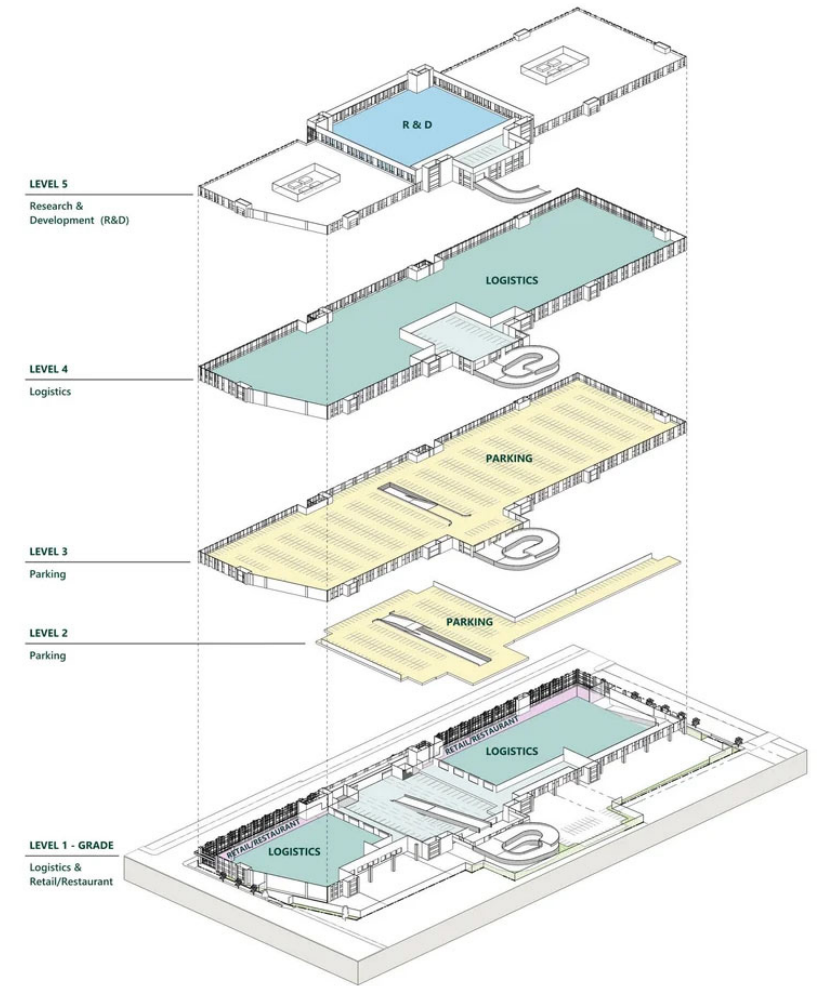 R & D
LEVEL 5
Research &
Development (R&D)
LOGISTICS
LEVEL 4
Logistics
PARKING
LEVEL 3
Parking
PARKING
LEVEL 2
Parking
RETAIL/RESTAURANT
LOGISTICS
RETAIL/RESTAURANT
LOGISTICS
LEVEL 1 - GRADE
Logistics &
Retail/Restaurant